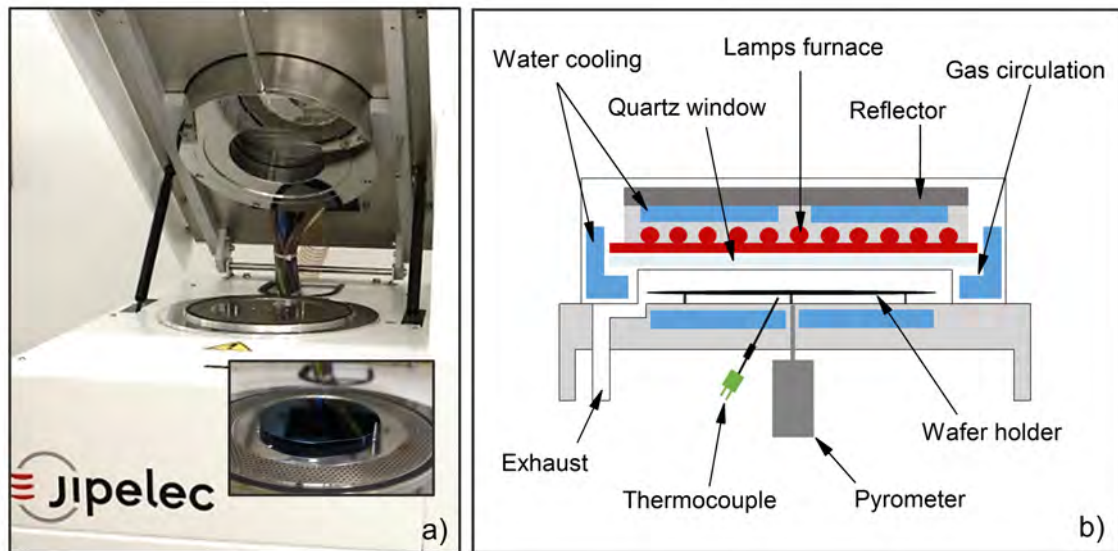 Jipelec
a)
Water cooling
Lamps furnace
Gas circulation
Quartz window
Reflector
Exhaust
Thermocouple
Pyrometer
Wafer holder
b)